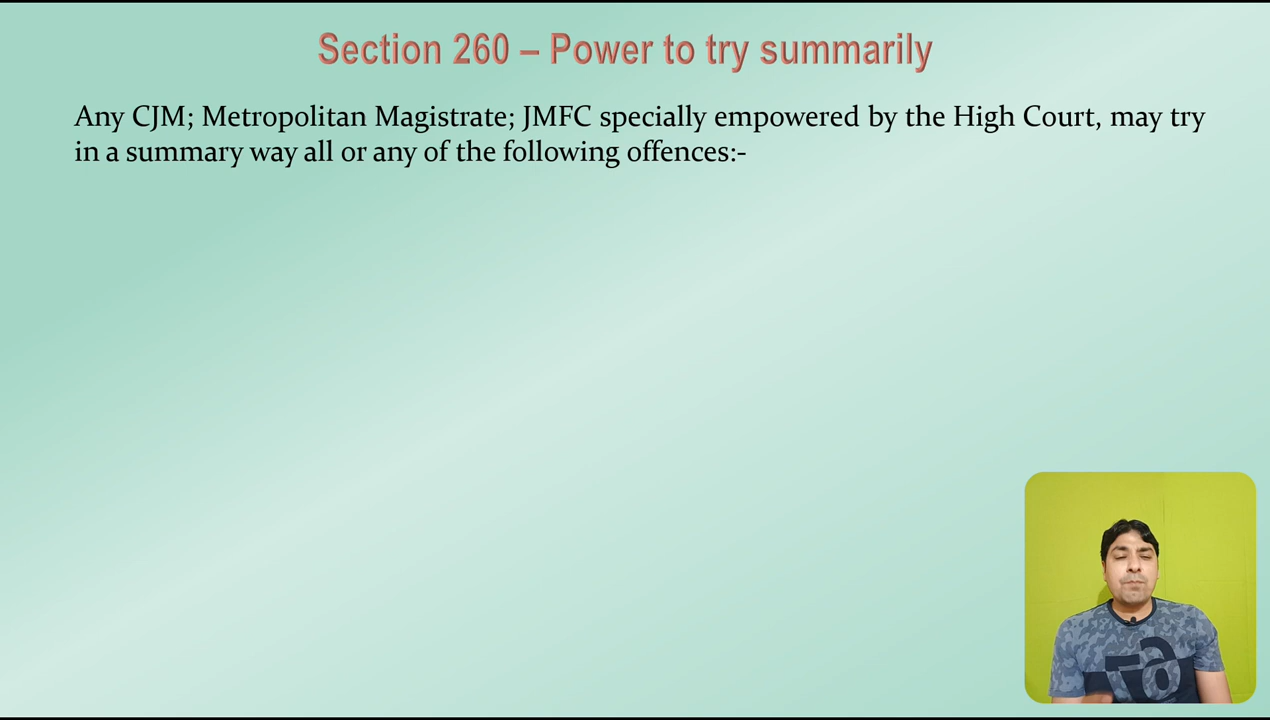 Section 260 – Power to try summarily
Any CJM; Metropolitan Magistrate; JMFC specially empowered by the High Court, may try
in a summary way all or any of the following offences:-